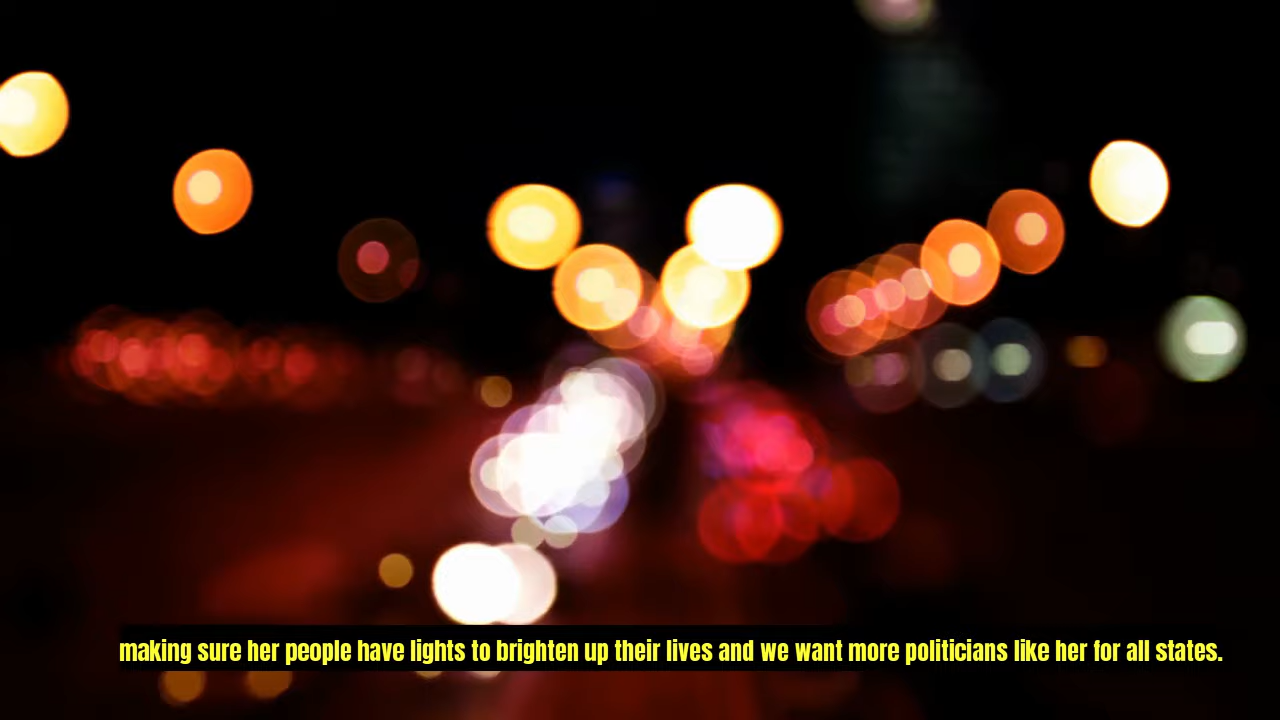 making sure her people have lights to brighten up their lives and we want more politicians like her for all states.